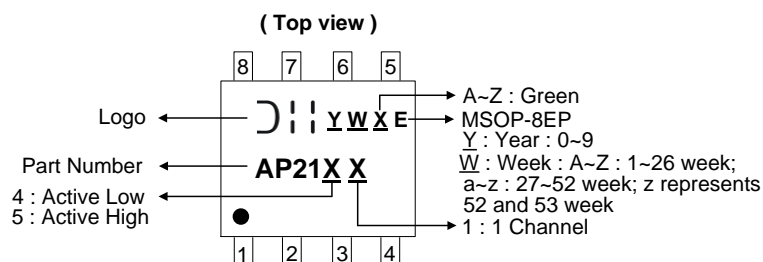 ( Top view )
8 7 6 5
Logo
Y W X E
A~Z : Green
MSOP-8EP
Y : Year : 0~9
W : Week : A~Z : 1~26 week;
a~z : 27~52 week; z represents
52 and 53 week
1 : 1 Channel
Part Number
AP21X X
4 : Active Low
5 : Active High
1 2 3 4